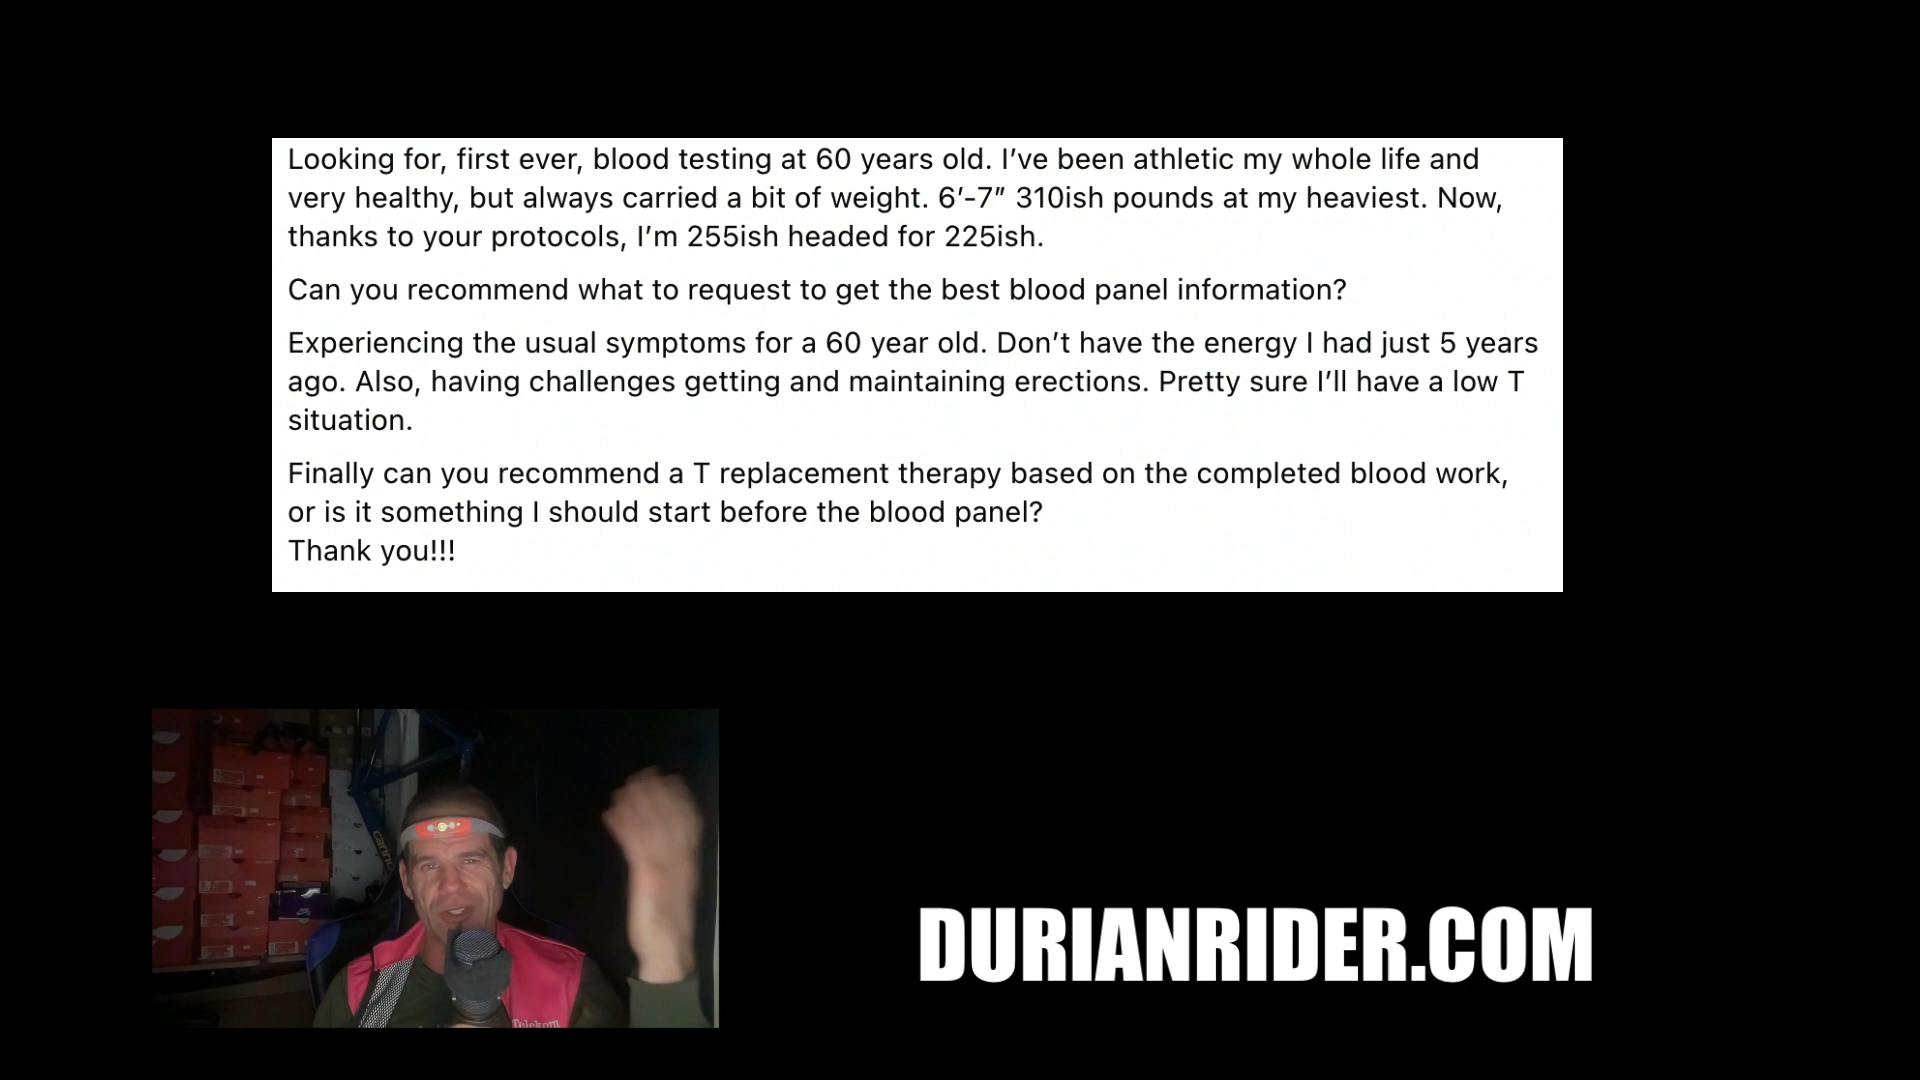 Looking for, first ever, blood testing at 60 years old. I’ve been athletic my whole life and
very healthy, but always carried a bit of weight. 6’-7” 310ish pounds at my heaviest. Now,
thanks to your protocols, I’m 255ish headed for 225ish.
Can you recommend what to request to get the best blood panel information?
Experiencing the usual symptoms for a 60 year old. Don’t have the energy I had just 5 years
ago. Also, having challenges getting and maintaining erections. Pretty sure I’ll have a low T
situation.
Finally can you recommend a T replacement therapy based on the completed blood work,
or is it something I should start before the blood panel?
Thank you!!!
Telekom
DURIANRIDER.COM